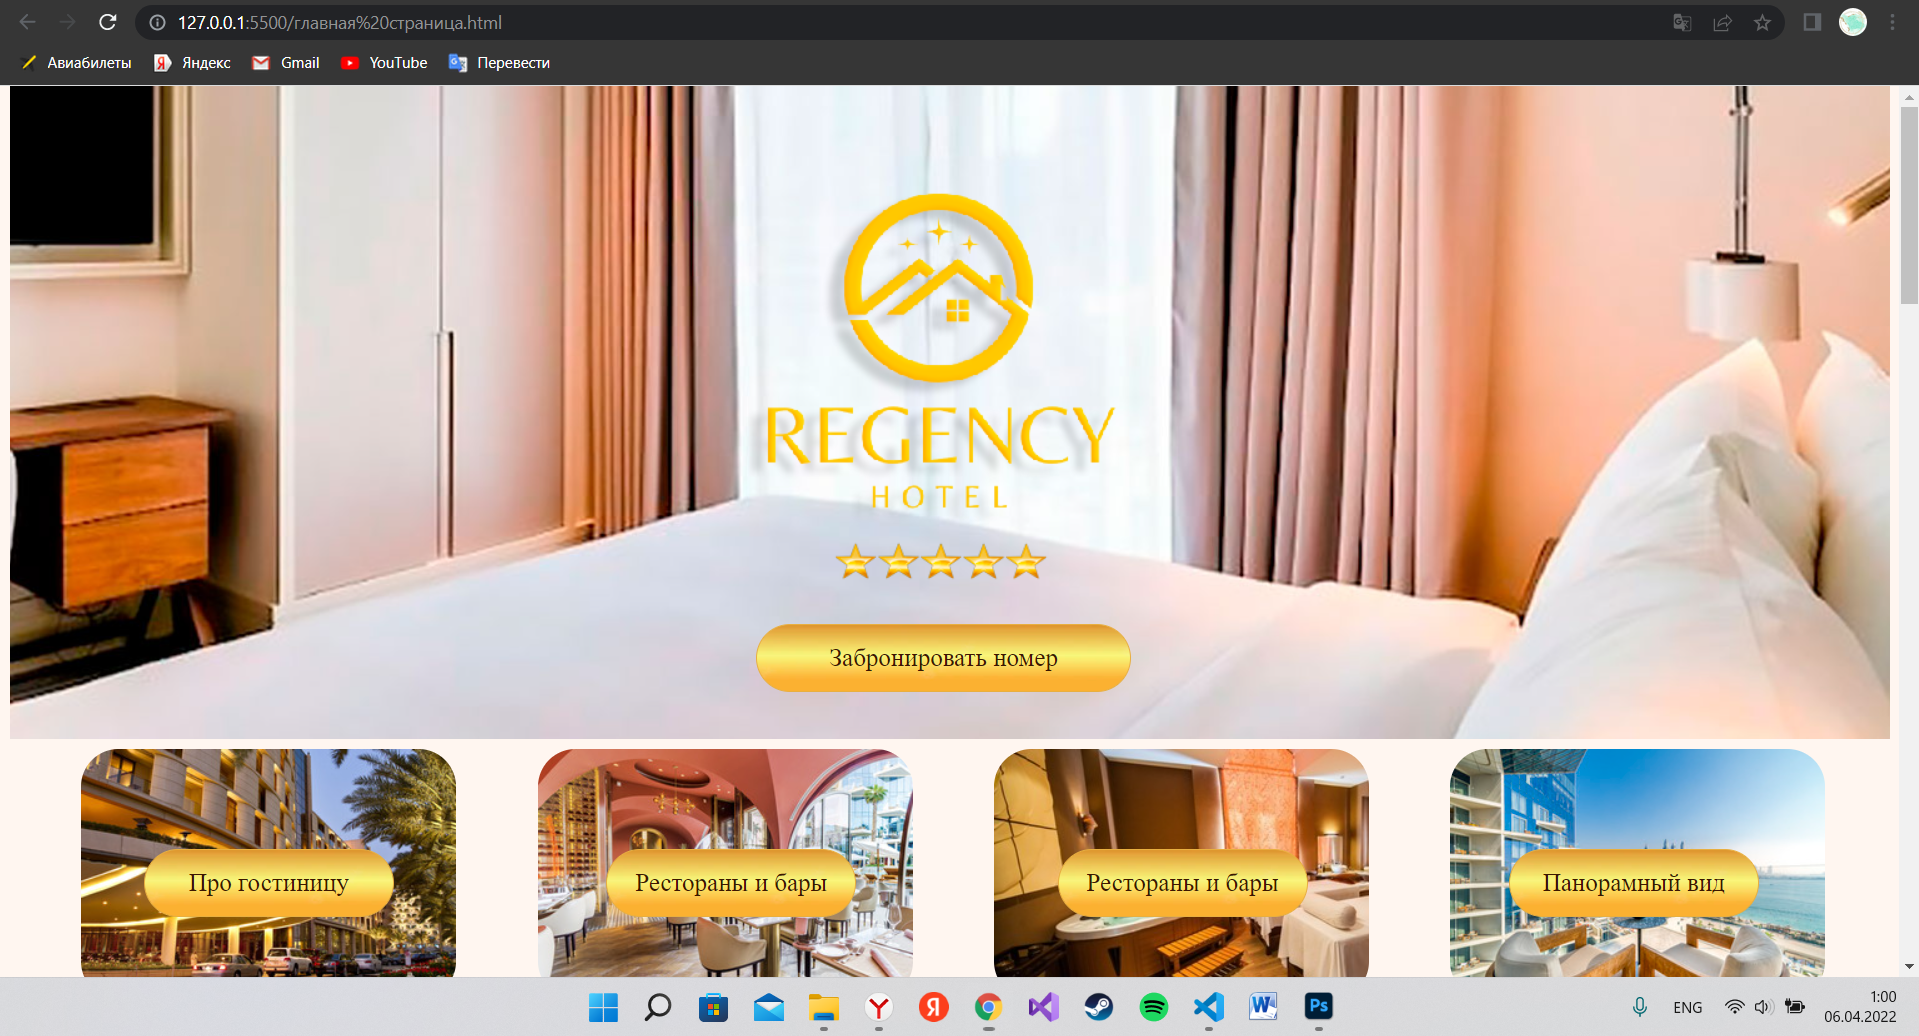 127.0.0.1:5500/главная%20страница.html
Авиабилеты
Яндекс
Gmail
YouTube
Перевести
REGENCY
HOTEL
Забронировать номер
Про гостиницу
Рестораны и бары
Рестораны и бары
Панорамный вид
ENG
1:00
06.04.2022